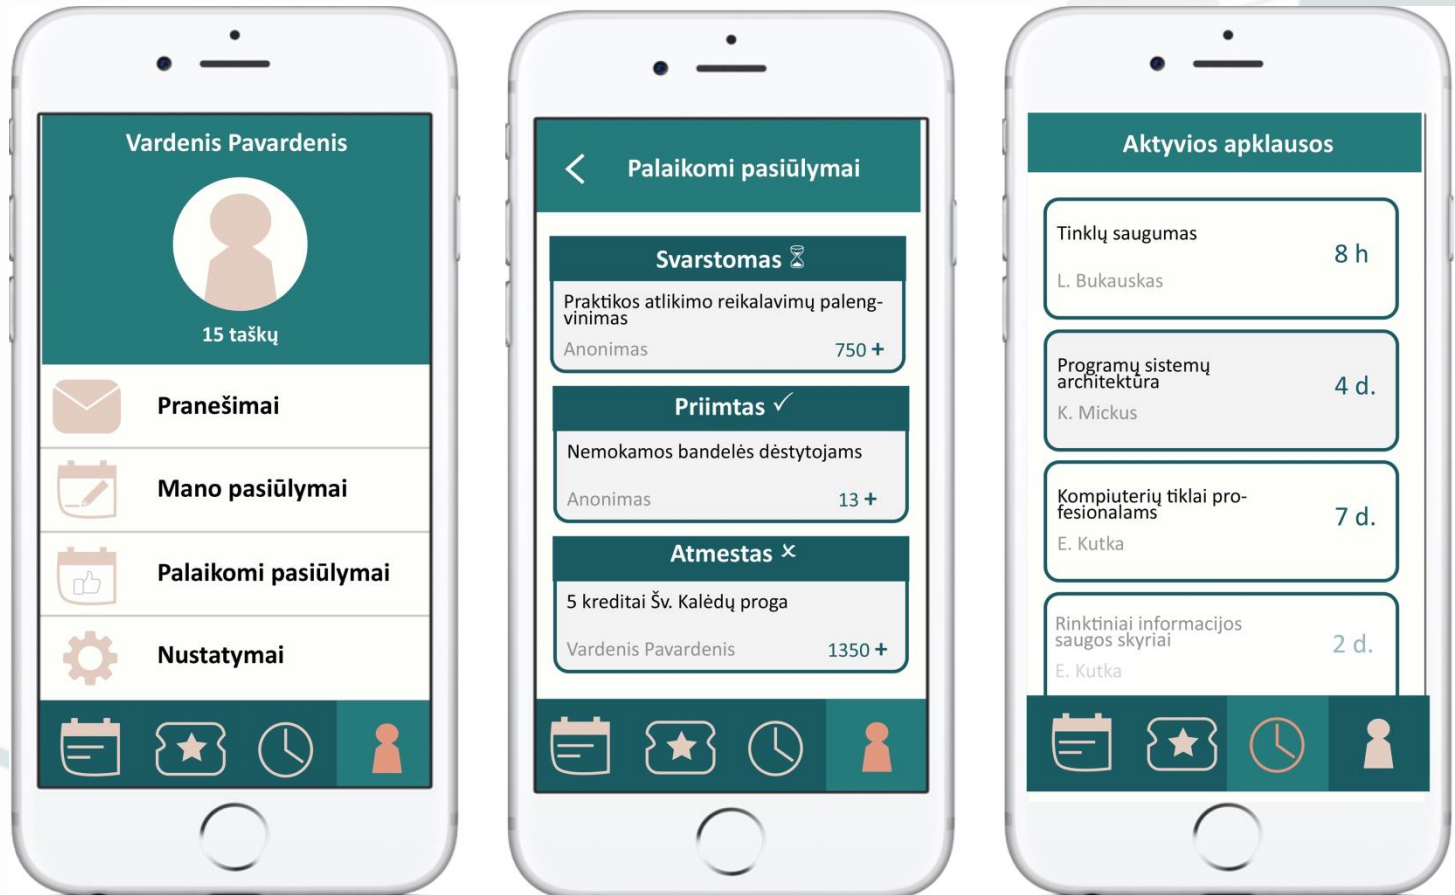 Vardenis Pavardenis
15 taškų
Pranešimai
Mano pasiūlymai
Palaikomi pasiūlymai
Nustatymai
Palaikomi pasiūlymai
Svarstomas
Praktikos atlikimo reikalavimų paleng-
vinimas
Anonimas
750 +
Priimtas ✓
Nemokamos bandelės dėstytojams
Anonimas
13 +
Atmestas ×
5 kreditai Šv. Kalėdų proga
Vardenis Pavardenis
1350 +
Aktyvios apklausos
Tinklų saugumas
8 h
L. Bukauskas
Programų sistemų
architektūra
4 d.
K. Mickus
Kompiuterių tiklai pro-
fesionalams
7 d.
E. Kutka
Rinktiniai informacijos
saugos skyriai
2 d.
E. Kutka